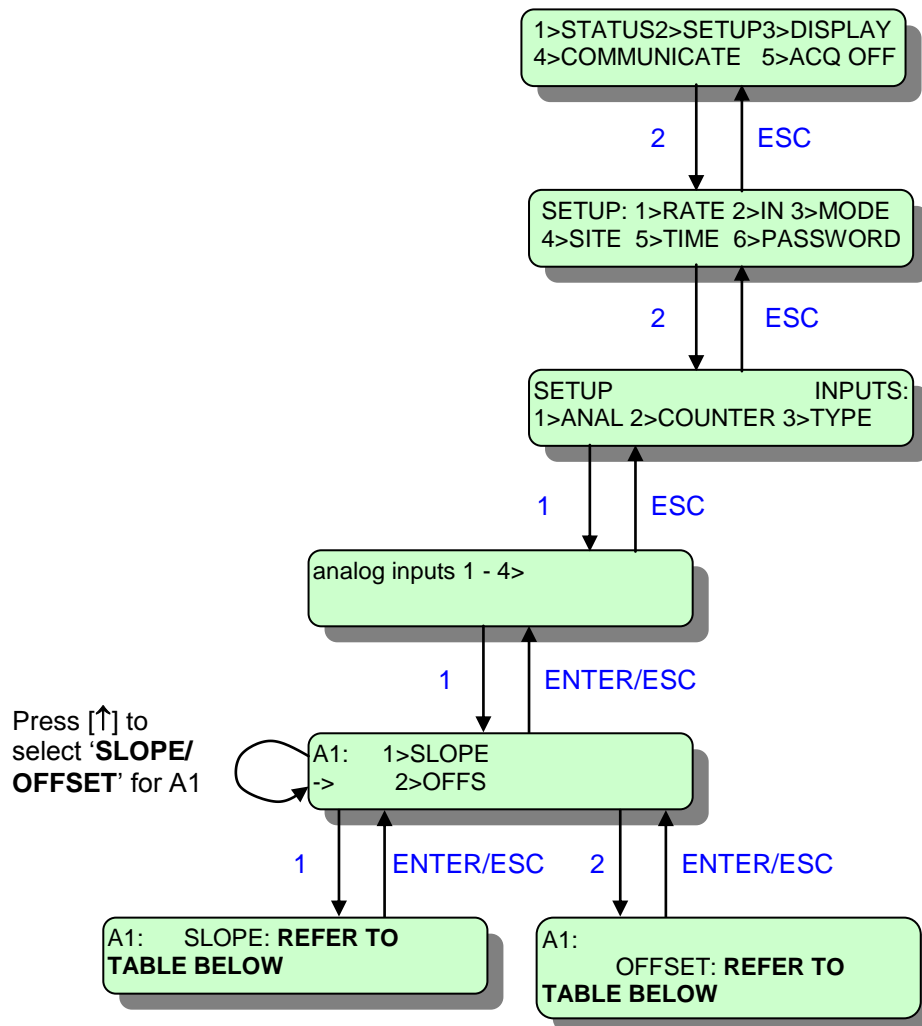 1>STATUS2>SETUP3>DISPLAY
4>COMMUNICATE 5>ACQ OFF
2
ESC
SETUP: 1>RATE 2>IN 3>MODE
4>SITE 5>TIME 6>PASSWORD
2
ESC
SETUP INPUTS:
1>ANAL 2>COUNTER 3>TYPE
1
ESC
analog inputs 1 - 4>
1
ENTER/ESC
Press [↑] to
select ‘SLOPE/
OFFSET’ for A1
A1: 1>SLOPE
-> 2>OFFS
1
ENTER/ESC
2
ENTER/ESC
A1: SLOPE: REFER TO
TABLE BELOW
A1:
OFFSET: REFER TO
TABLE BELOW